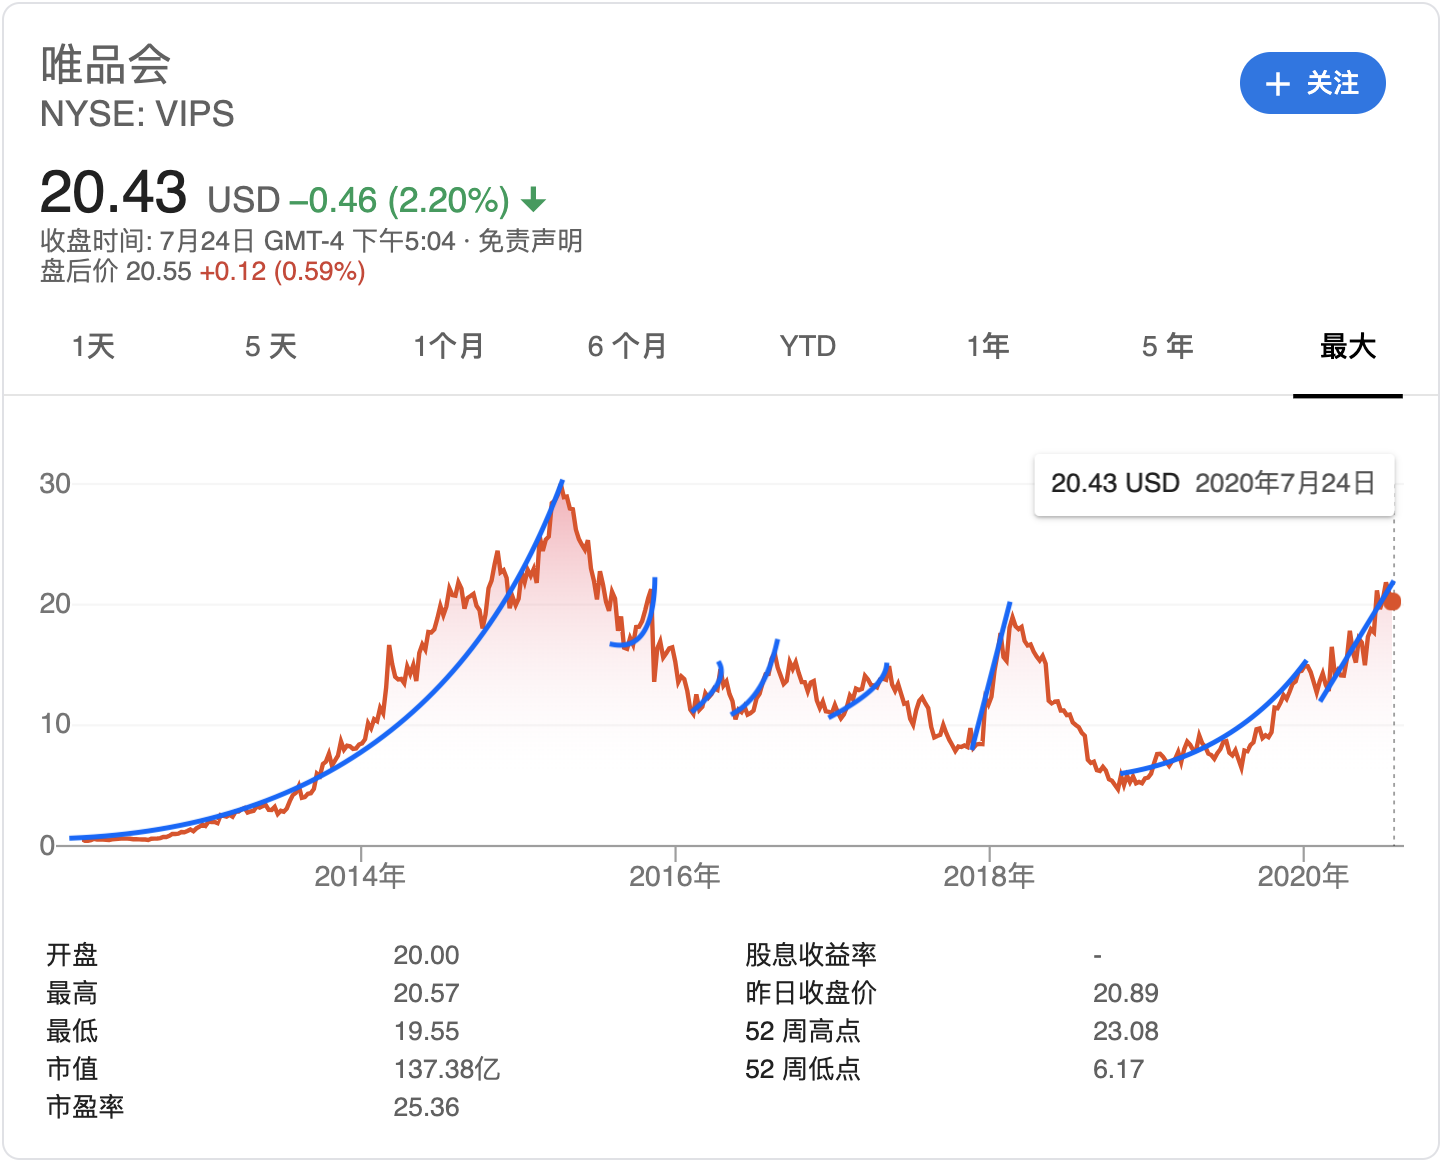 唯品会
+ 关注
NYSE: VIPS
20.43 USD −0.46 (2.20%) ↓
收盘时间: 7月24日 GMT-4 下午5:04 · 免责声明
盘后价 20.55 +0.12 (0.59%)
1天 5 天 1个月 6 个月 YTD 1年 5 年 最大
20.43 USD 2020年7月24日
30
20
10
0
2014年 2016年 2018年 2020年
开盘 20.00 股息收益率 -
最高 20.57 昨日收盘价 20.89
最低 19.55 52 周高点 23.08
市值 137.38亿 52 周低点 6.17
市盈率 25.36